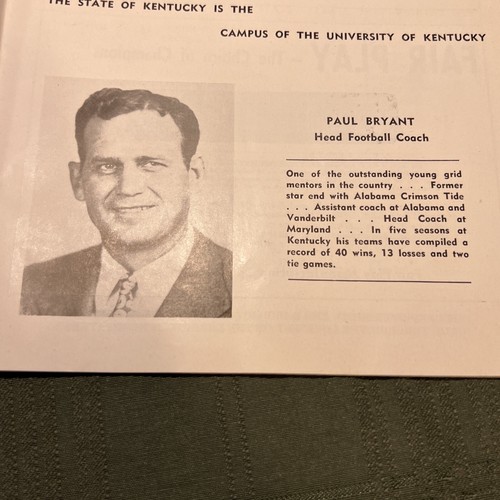 THE STATE OF KENTUCKY IS THE
CAMPUS OF THE UNIVERSITY OF KENTUCKY
PAUL BRYANT
Head Football Coach
One of the outstanding young grid
mentors in the country . . . Former
star end with Alabama Crimson Tide
. . . Assistant coach at Alabama and
Vanderbilt . . . Head Coach at
Maryland . . . In five seasons at
Kentucky his teams have compiled a
record of 40 wins, 13 losses and two
tie games.